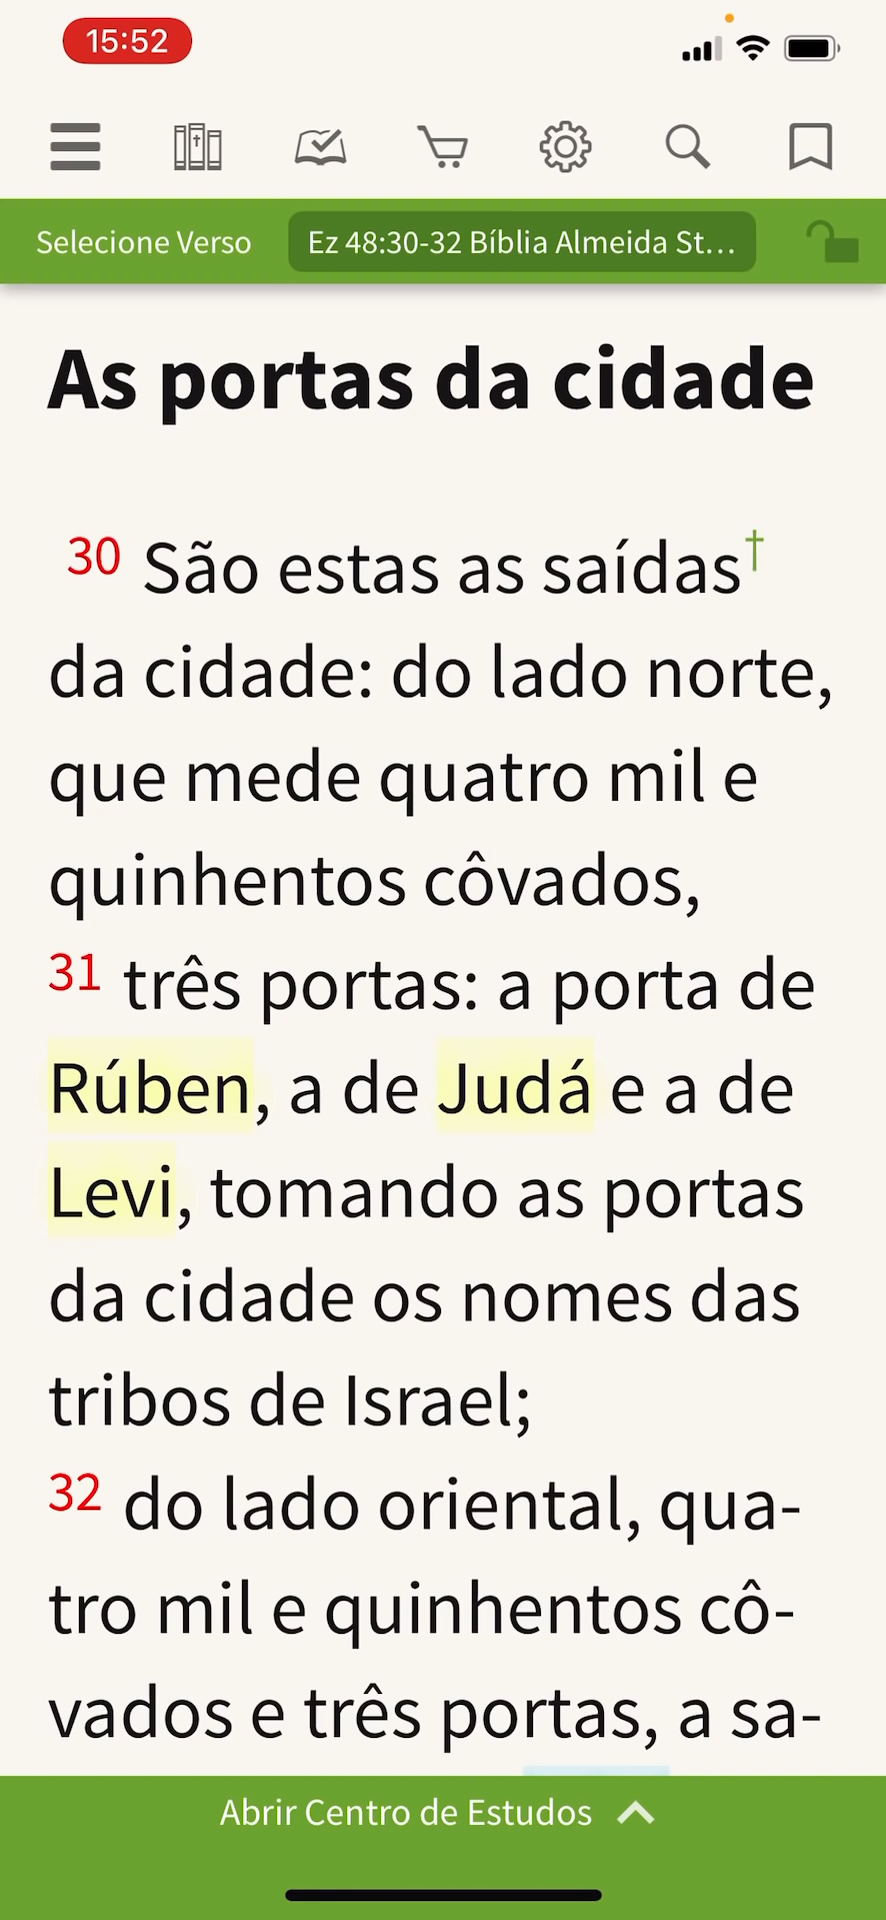 15:52
Selecione Verso
Ez 48:30-32 Bíblia Almeida St...
As portas da cidade
30 São estas as saídas†
da cidade: do lado norte,
que mede quatro mil e
quinhentos côvados,
31 três portas: a porta de
Rúben, a de Judá e a de
Levi, tomando as portas
da cidade os nomes das
tribos de Israel;
32 do lado oriental, qua-
tro mil e quinhentos cô-
vados e três portas, a sa-
Abrir Centro de Estudos